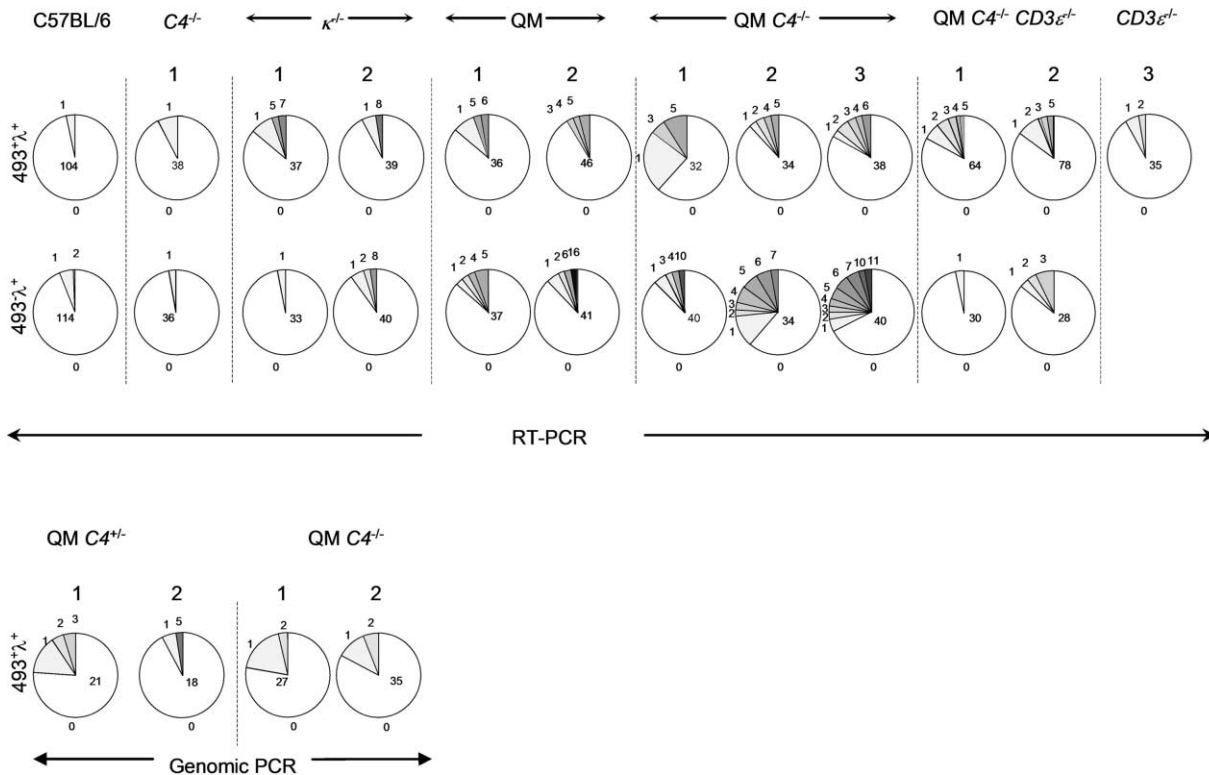 C57BL/6 C4-/- κ-/- QM QM C4-/- QM C4-/- CD3ε-/- CD3ε-/-
1 1 2 1 2 1 2 3 1 2 3
493+λ+
1 1 1 5 7 1 8 1 5 6 3 4 5 1 3 5 1 2 4 5 1 2 3 4 6 1 2 3 4 5 1 2 3 5 1 2
104 38 37 39 36 46 32 34 38 64 78 35
0 0 0 0 0 0 0 0 0 0 0 0
493-λ+
1 2 1 1 1 2 8 1 2 4 5 1 2 6 16 1 3 4 10 1 2 3 4 5 6 7 1 2 3 4 5 6 7 10 11 1 1 2 3
114 36 33 40 37 41 40 34 40 30 28
0 0 0 0 0 0 0 0 0 0 0
RT-PCR
QM C4+/- QM C4-/-
1 2 1 2
493+λ+
1 2 3 1 5 1 2 1 2
21 18 27 35
0 0 0 0
Genomic PCR